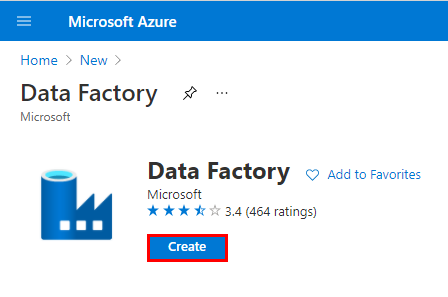 Microsoft Azure
Home > New >
Data Factory ...
Microsoft
Data Factory
Add to Favorites
Microsoft
3.4 (464 ratings)
Create